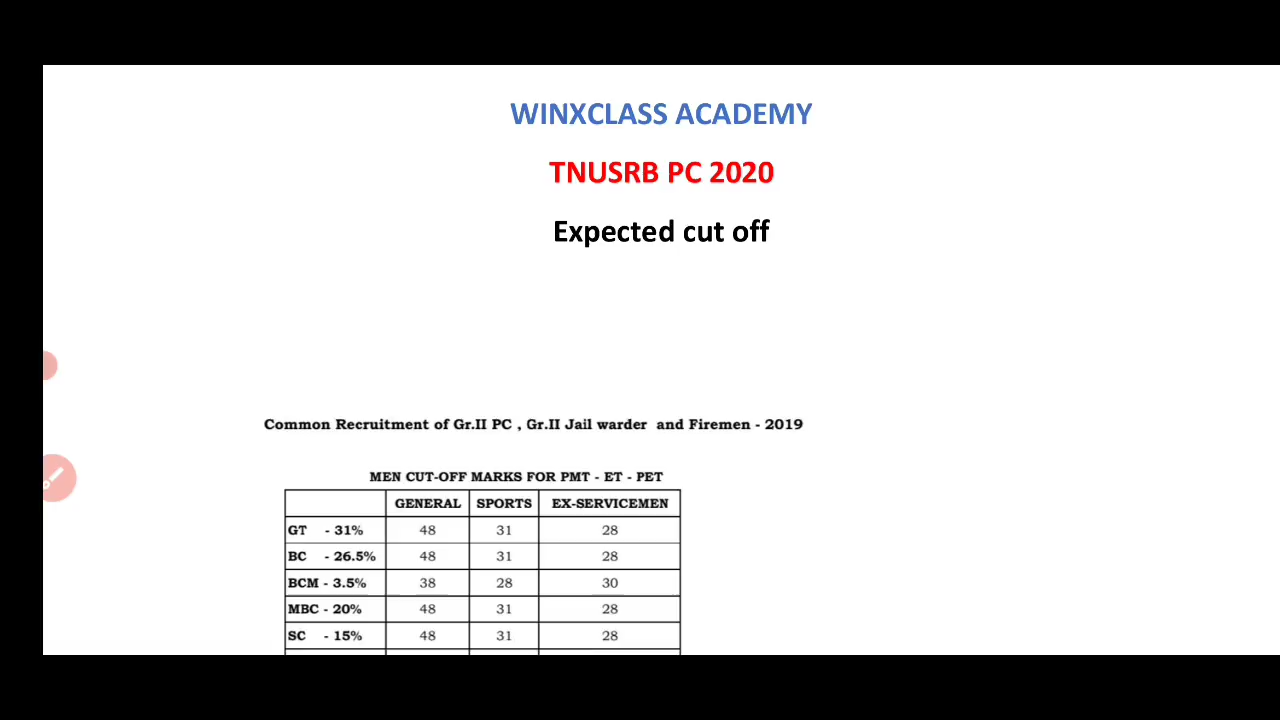 WINXCLASS ACADEMY
TNUSRB PC 2020
Expected cut off
Common Recruitment of Gr.II PC , Gr.II Jail warder and Firemen - 2019
MEN CUT-OFF MARKS FOR PMT - ET - PET
GENERAL SPORTS EX-SERVICEMEN
GT - 31% 48 31 28
BC - 26.5% 48 31 28
BCM - 3.5% 38 28 30
MBC - 20% 48 31 28
SC - 15% 48 31 28